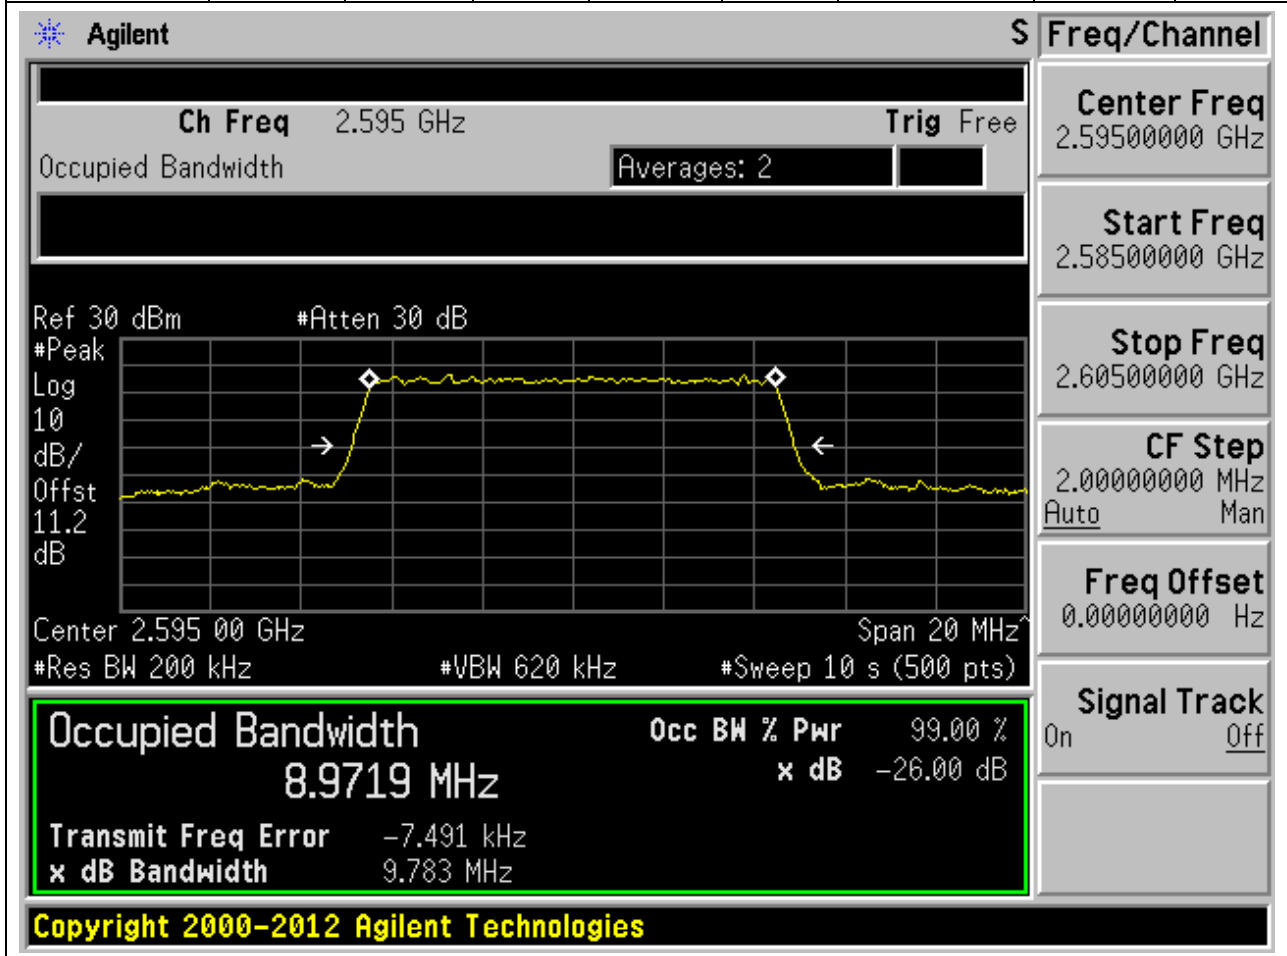 Agilent S Freq/Channel
Ch Freq 2.595 GHz Trig Free
Occupied Bandwidth Averages: 2
Ref 30 dBm #Atten 30 dB
#Peak
Log
10
dB/
Offst
11.2
dB
Center 2.595 00 GHz Span 20 MHz^
#Res BW 200 kHz #VBW 620 kHz #Sweep 10 s (500 pts)
Occupied Bandwidth Occ BW % Pwr 99.00 %
8.9719 MHz x dB -26.00 dB
Transmit Freq Error -7.491 kHz
x dB Bandwidth 9.783 MHz
Copyright 2000-2012 Agilent Technologies
Center Freq
2.59500000 GHz
Start Freq
2.58500000 GHz
Stop Freq
2.60500000 GHz
CF Step
2.00000000 MHz
Auto Man
Freq Offset
0.00000000 Hz
Signal Track
On Off